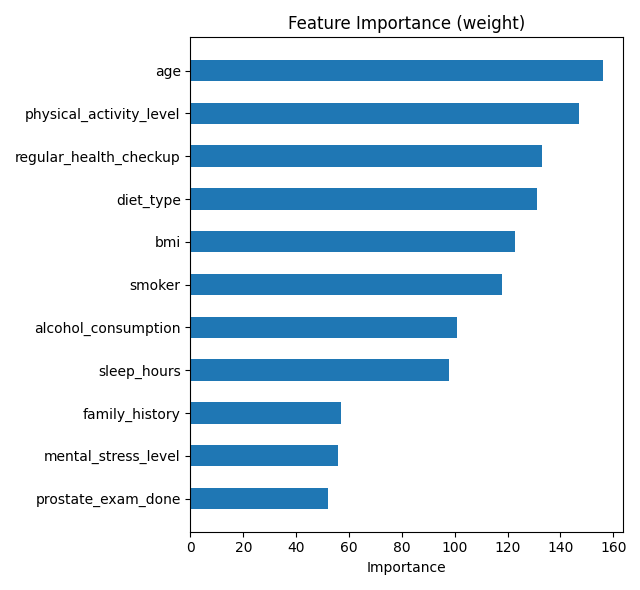 Feature Importance (weight)
age
physical_activity_level
regular_health_checkup
diet_type
bmi
smoker
alcohol_consumption
sleep_hours
family_history
mental_stress_level
prostate_exam_done
0 20 40 60 80 100 120 140 160
Importance